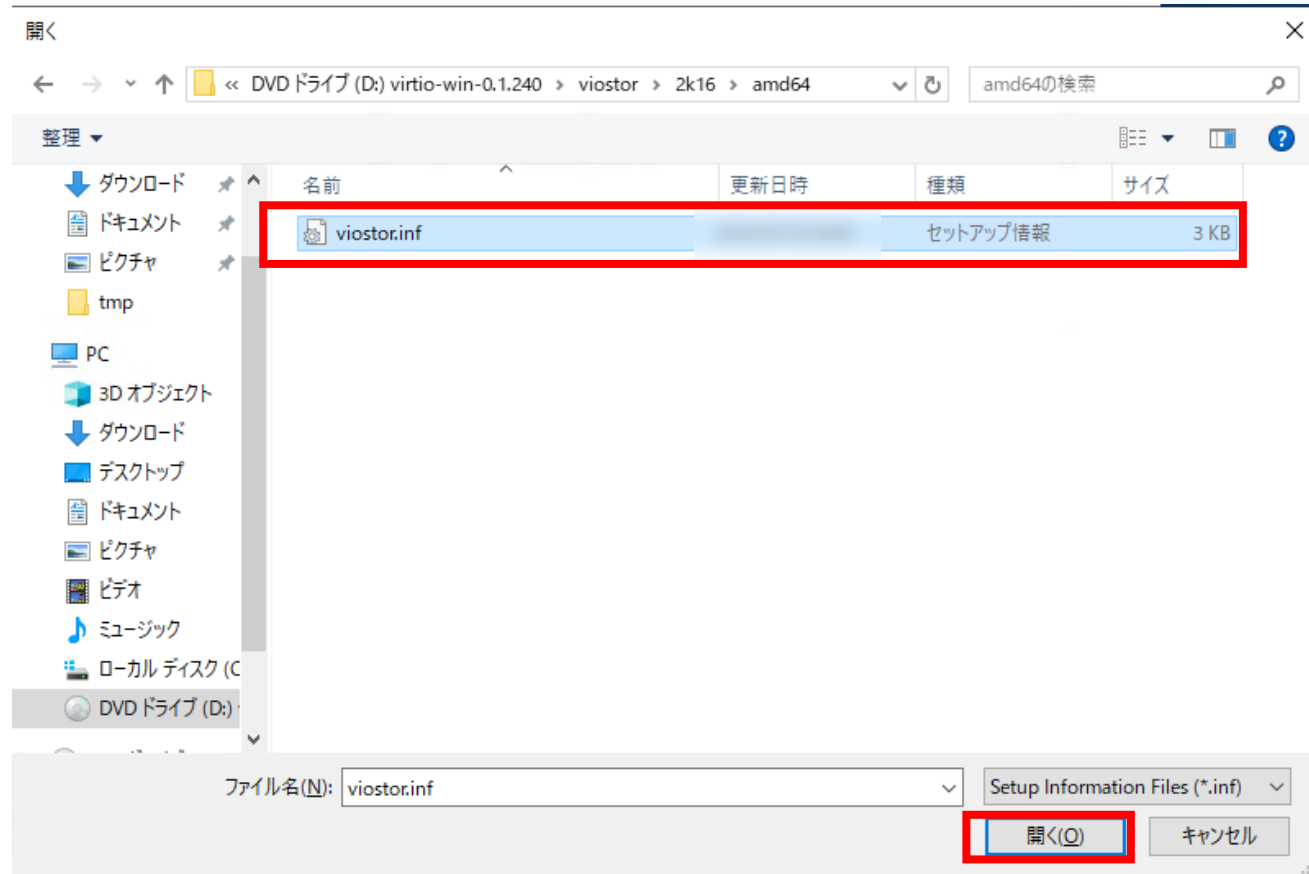 開く
« DVD ドライブ (D:) virtio-win-0.1.240 › viostor › 2k16 › amd64
amd64の検索
整理
名前 更新日時 種類 サイズ
viostor.inf セットアップ情報 3 KB
ダウンロード
ドキュメント
ピクチャ
tmp
PC
3D オブジェクト
ダウンロード
デスクトップ
ドキュメント
ピクチャ
ビデオ
ミュージック
ローカル ディスク (C
DVD ドライブ (D:)
ファイル名(N): viostor.inf
Setup Information Files (*.inf)
開く(O) キャンセル